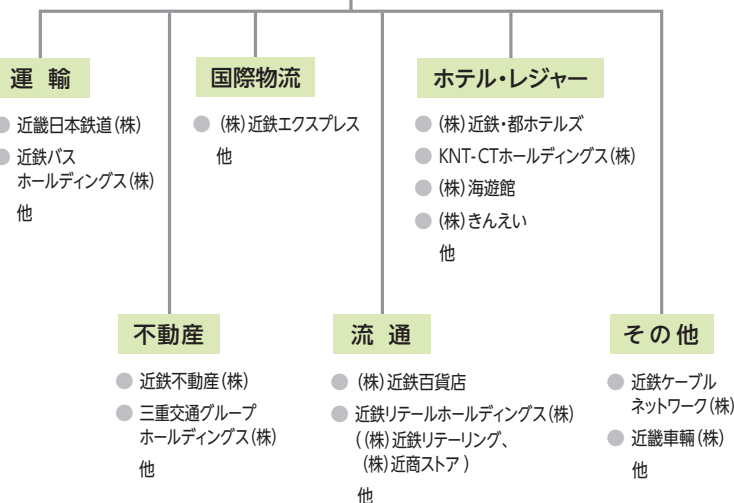 運 輸
● 近畿日本鉄道(株)
● 近鉄バス
ホールディングス(株)
他
国際物流
● (株)近鉄エクスプレス
他
ホテル・レジャー
● (株)近鉄・都ホテルズ
● KNT-CTホールディングス(株)
● (株)海遊館
● (株)きんえい
他
不動産
● 近鉄不動産(株)
● 三重交通グループ
ホールディングス(株)
他
流 通
● (株)近鉄百貨店
● 近鉄リテールホールディングス(株)
((株)近鉄リテーリング、
(株)近商ストア)
他
その他
● 近鉄ケーブル
ネットワーク(株)
● 近畿車輛(株)
他